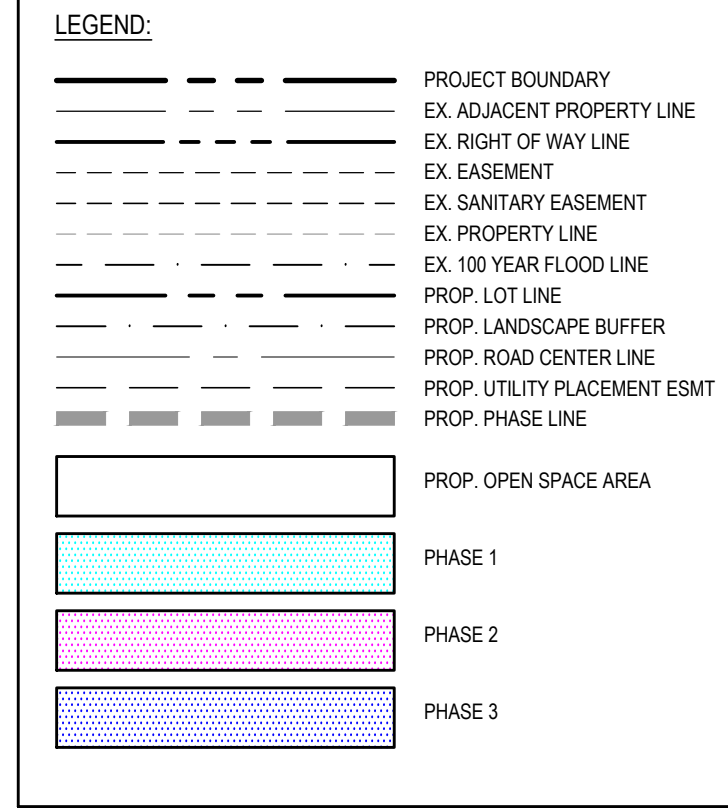 LEGEND:
PROJECT BOUNDARY
EX. ADJACENT PROPERTY LINE
EX. RIGHT OF WAY LINE
EX. EASEMENT
EX. SANITARY EASEMENT
EX. PROPERTY LINE
EX. 100 YEAR FLOOD LINE
PROP. LOT LINE
PROP. LANDSCAPE BUFFER
PROP. ROAD CENTER LINE
PROP. UTILITY PLACEMENT ESMT
PROP. PHASE LINE
PROP. OPEN SPACE AREA
PHASE 1
PHASE 2
PHASE 3